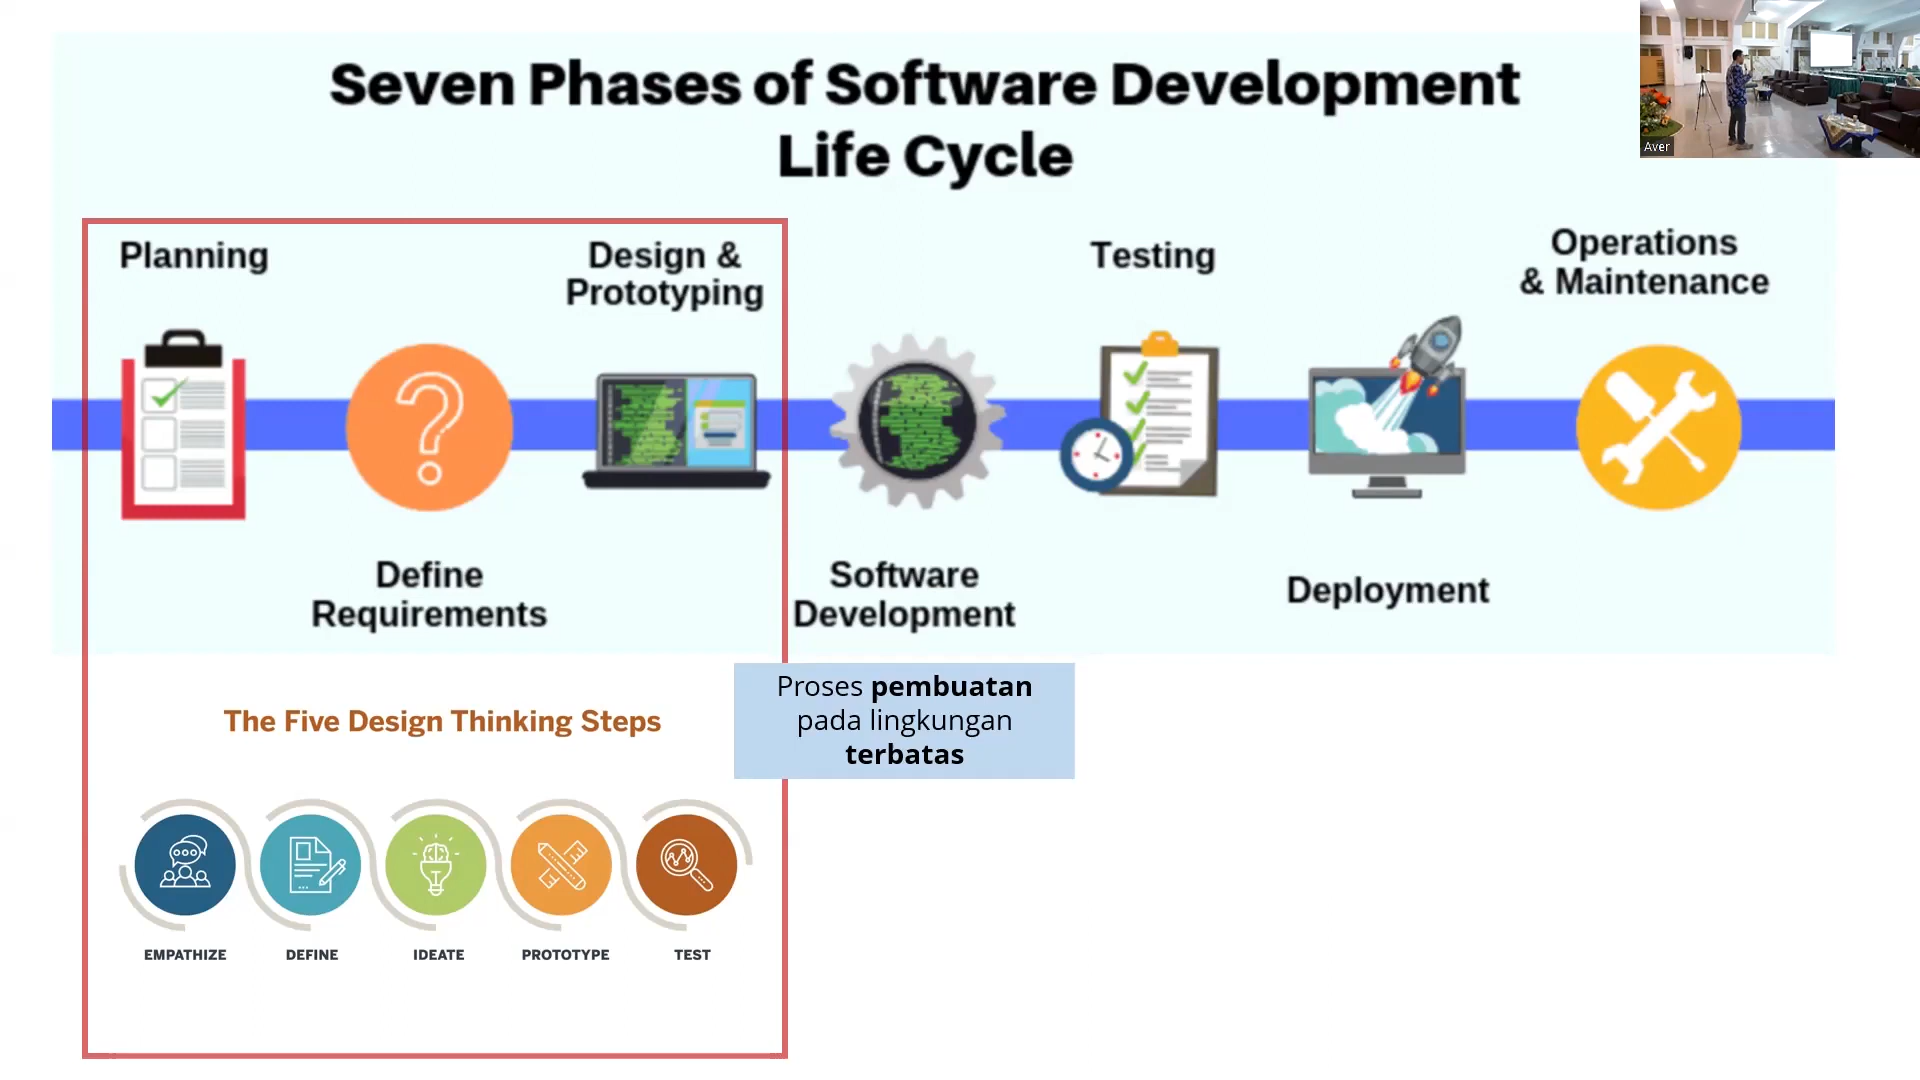 Seven Phases of Software Development
Life Cycle
Aver
Planning
Design &
Prototyping
Testing
Operations
& Maintenance
Define
Requirements
Software
Development
Deployment
Proses pembuatan
pada lingkungan
terbatas
The Five Design Thinking Steps
EMPATHIZE
DEFINE
IDEATE
PROTOTYPE
TEST